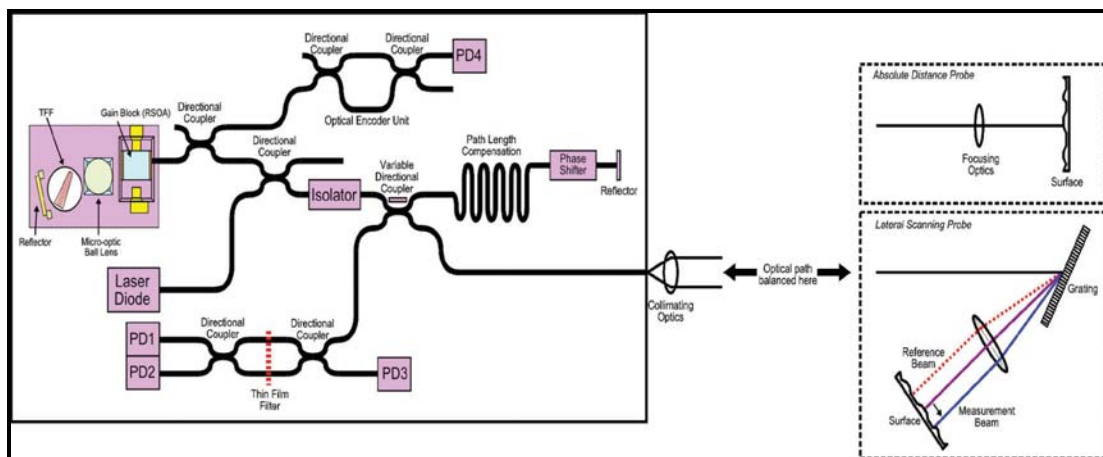 Directional
Coupler
Directional
Coupler
PD4
Optical Encoder Unit
TFF
Gain Block (RSOA)
Directional
Coupler
Directional
Coupler
Path Length
Compensation
Variable
Directional
Coupler
Isolator
Phase
Shifter
Reflector
Reflector
Micro-optic
Ball Lens
Laser
Diode
PD1
PD2
Directional
Coupler
Directional
Coupler
PD3
Thin Film
Filter
Collimating
Optics
Optical path
balanced here
Absolute Distance Probe
Focusing
Optics
Surface
Lateral Scanning Probe
Grating
Reference
Beam
Surface
Measurement
Beam